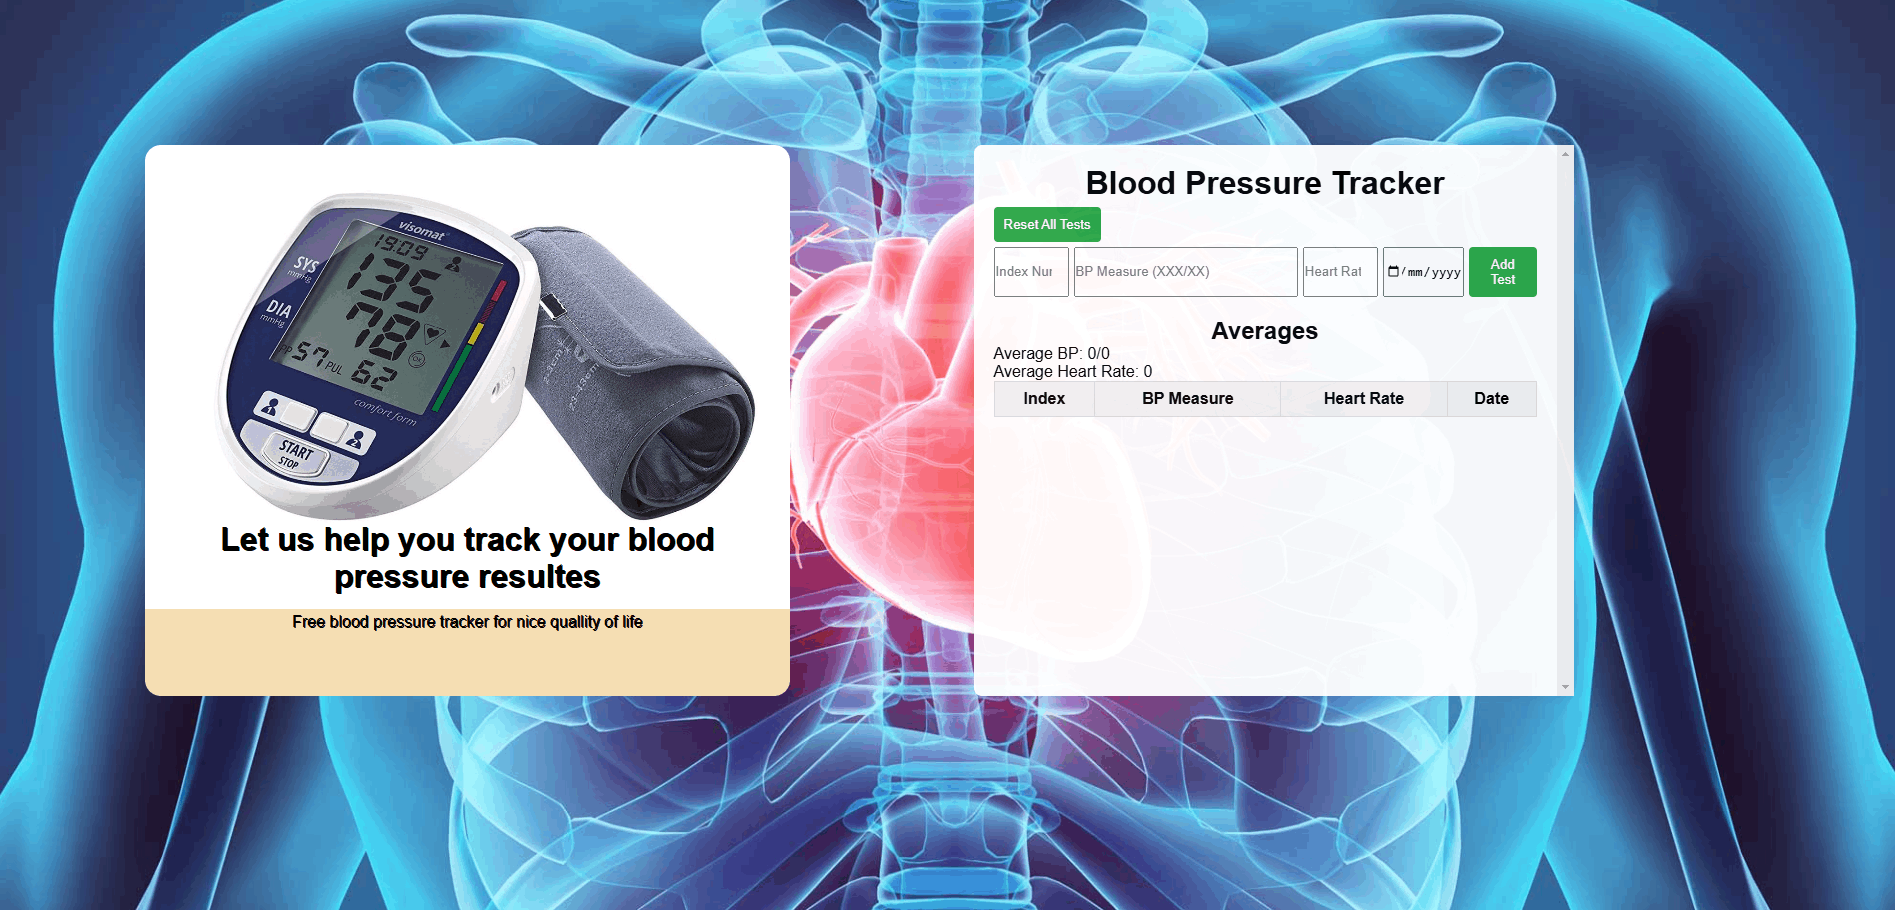 visomat
19:09
SYS
mmHg
135
DIA
mmHg
78
PP 57 PUL 62
comfort form
2
START
STOP
Let us help you track your blood
pressure resultes
Free blood pressure tracker for nice quallity of life
Blood Pressure Tracker
Reset All Tests
Index Nur
BP Measure (XXX/XX)
Heart Rat
/mm/yyyy
Add
Test
Averages
Average BP: 0/0
Average Heart Rate: 0
Index BP Measure Heart Rate Date